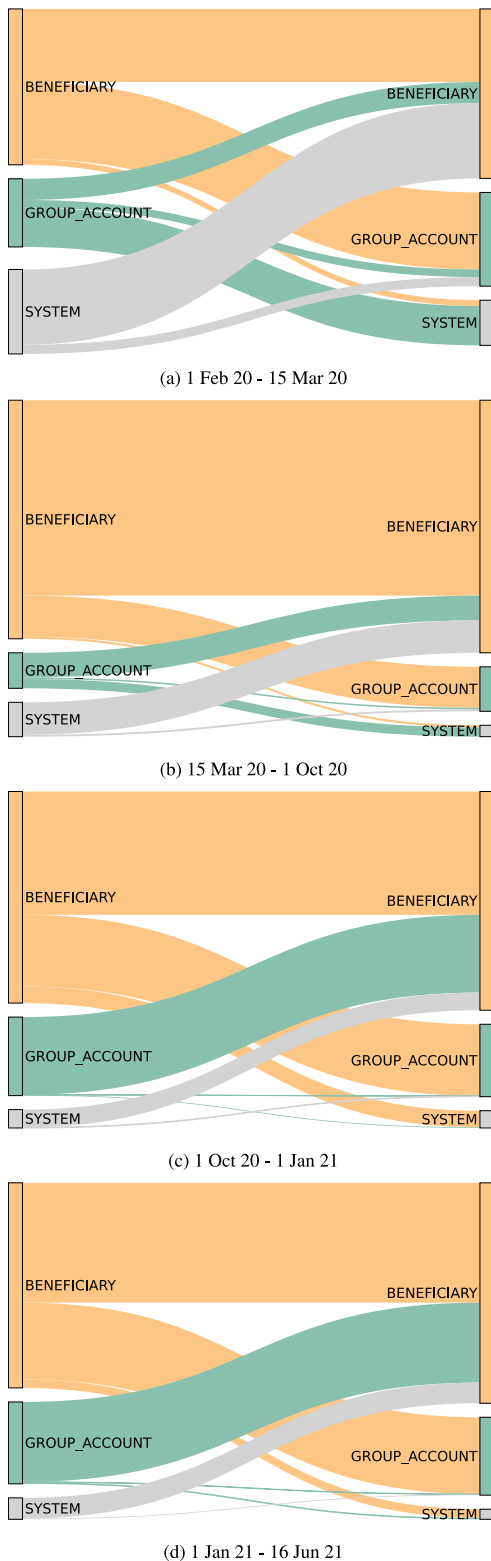 BENEFICIARY
BENEFICIARY
GROUP_ACCOUNT
GROUP_ACCOUNT
SYSTEM
SYSTEM
(a) 1 Feb 20 - 15 Mar 20
BENEFICIARY
BENEFICIARY
GROUP_ACCOUNT
GROUP_ACCOUNT
SYSTEM
SYSTEM
(b) 15 Mar 20 - 1 Oct 20
BENEFICIARY
BENEFICIARY
GROUP_ACCOUNT
GROUP_ACCOUNT
SYSTEM
SYSTEM
(c) 1 Oct 20 - 1 Jan 21
BENEFICIARY
BENEFICIARY
GROUP_ACCOUNT
GROUP_ACCOUNT
SYSTEM
SYSTEM
(d) 1 Jan 21 - 16 Jun 21